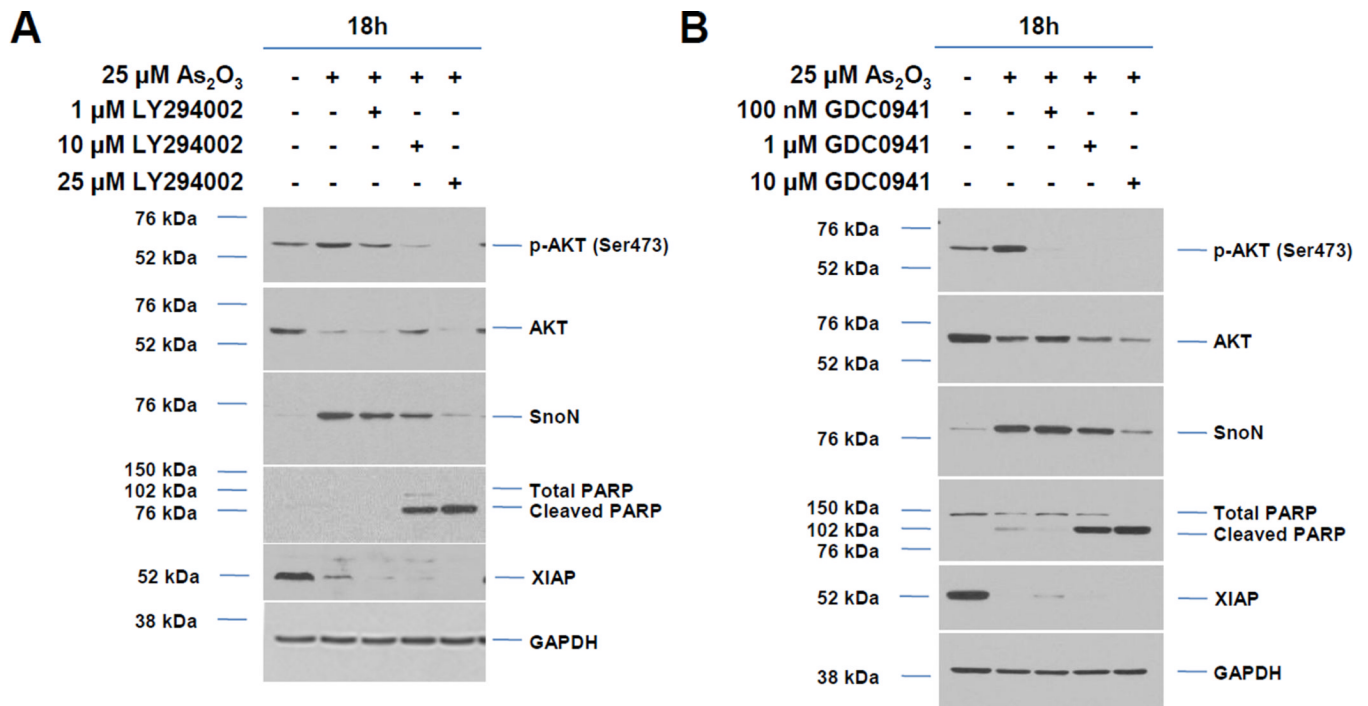 A
18h
25 µM As₂O₃ - + + + +
1 µM LY294002 - - + - -
10 µM LY294002 - - - + -
25 µM LY294002 - - - - +
76 kDa
p-AKT (Ser473)
52 kDa
76 kDa
AKT
52 kDa
76 kDa
SnoN
150 kDa
102 kDa
Total PARP
76 kDa
Cleaved PARP
52 kDa
XIAP
38 kDa
GAPDH
B
18h
25 µM As₂O₃ - + + + +
100 nM GDC0941 - - + - -
1 µM GDC0941 - - - + -
10 µM GDC0941 - - - - +
76 kDa
p-AKT (Ser473)
52 kDa
76 kDa
AKT
52 kDa
76 kDa
SnoN
150 kDa
Total PARP
102 kDa
Cleaved PARP
76 kDa
52 kDa
XIAP
38 kDa
GAPDH